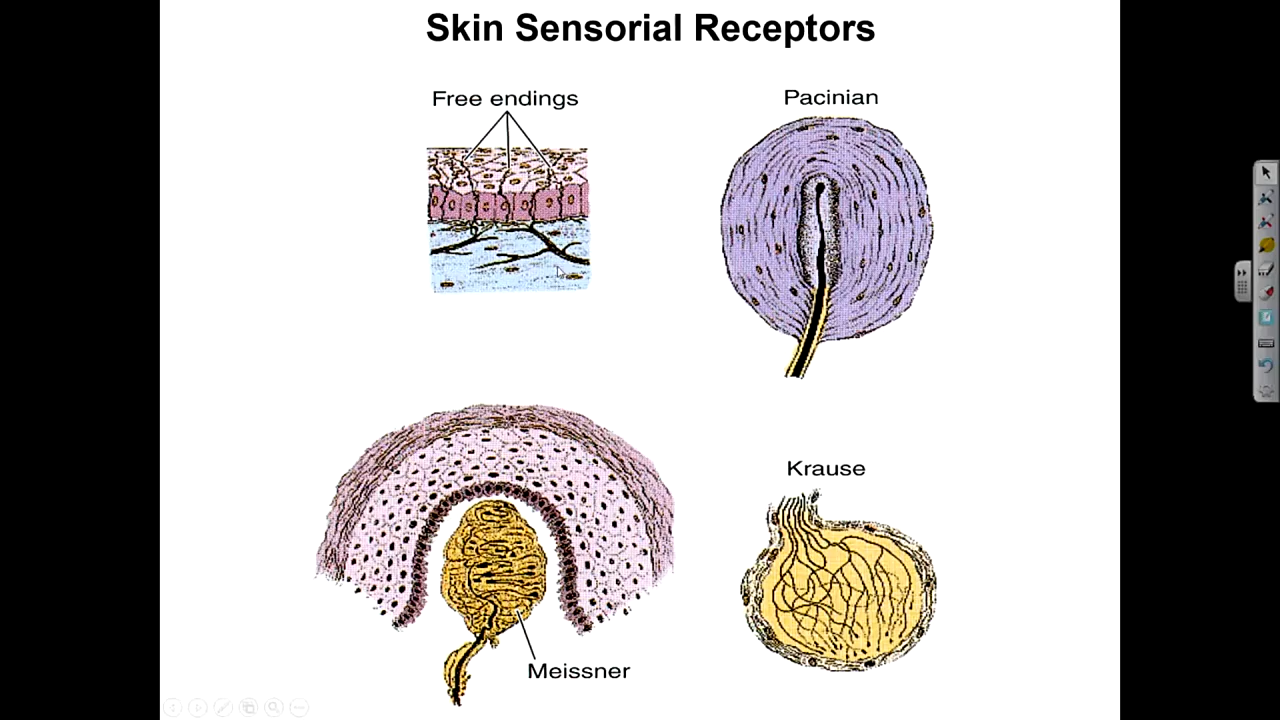 Skin Sensorial Receptors
Free endings
Pacinian
Krause
Meissner